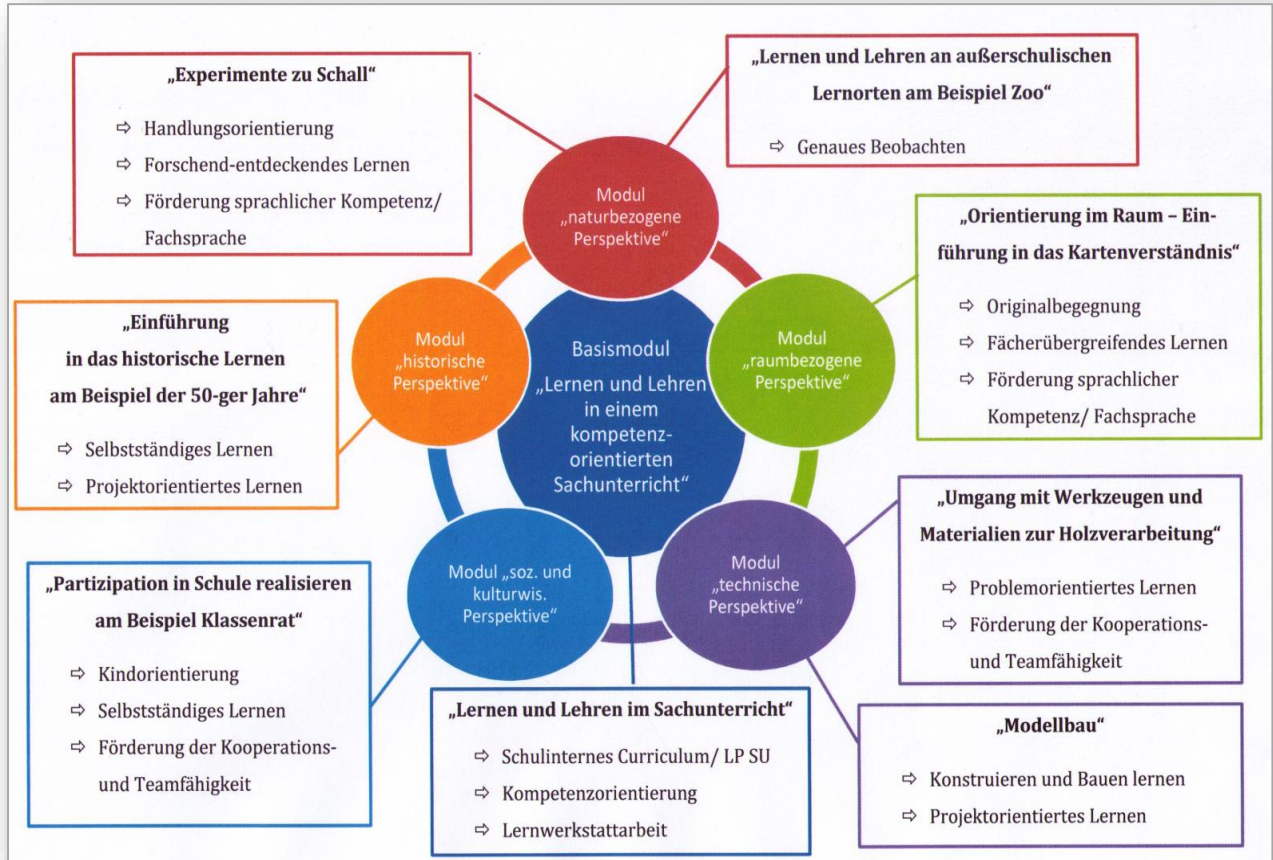 „Experimente zu Schall“
⇨ Handlungsorientierung
⇨ Forschend-entdeckendes Lernen
⇨ Förderung sprachlicher Kompetenz/
Fachsprache
„Lernen und Lehren an außerschulischen
Lernorten am Beispiel Zoo“
⇨ Genaues Beobachten
Modul
„naturbezogene
Perspektive“
„Orientierung im Raum – Ein-
führung in das Kartenverständnis“
⇨ Originalbegegnung
⇨ Fächerübergreifendes Lernen
⇨ Förderung sprachlicher
Kompetenz/ Fachsprache
„Einführung
in das historische Lernen
am Beispiel der 50-ger Jahre“
⇨ Selbstständiges Lernen
⇨ Projektorientiertes Lernen
Modul
„historische
Perspektive“
Basismodul
„Lernen und Lehren
in einem
kompetenz-
orientierten
Sachunterricht“
Modul
„raumbezogene
Perspektive“
„Umgang mit Werkzeugen und
Materialien zur Holzverarbeitung“
⇨ Problemorientiertes Lernen
⇨ Förderung der Kooperations-
und Teamfähigkeit
Modul „soz. und
kulturwis.
Perspektive“
Modul
„technische
Perspektive“
„Partizipation in Schule realisieren
am Beispiel Klassenrat“
⇨ Kindorientierung
⇨ Selbstständiges Lernen
⇨ Förderung der Kooperations-
und Teamfähigkeit
„Lernen und Lehren im Sachunterricht“
⇨ Schulinternes Curriculum/ LP SU
⇨ Kompetenzorientierung
⇨ Lernwerkstattarbeit
„Modellbau“
⇨ Konstruieren und Bauen lernen
⇨ Projektorientiertes Lernen